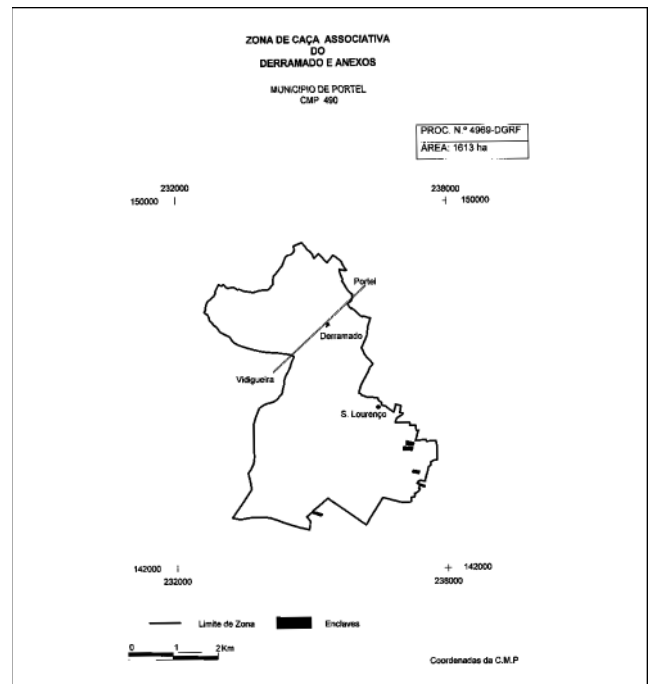 ZONA DE CAÇA ASSOCIATIVA
DO
DERRAMADO E ANEXOS
MUNICIPIO DE PORTEL
CMP 490
PROC. N.º 4969-DGRF
ÁREA: 1613 ha
232000
238000
150000
150000
Portel
Derramado
Vidigueira
S. Lourenço
142000
142000
232000
238000
Limite de Zona
Enclaves
0 1 2Km
Coordenadas da C.M.P